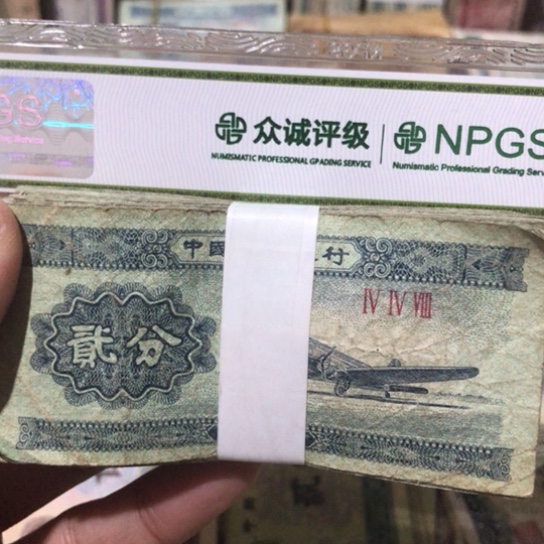 GS
众诚评级
NUMISMATIC PROFESSIONAL GRADING SERVICE
NPGS
Numismatic Professional Grading Serv
中國
行
Ⅳ Ⅳ Ⅷ
貳分